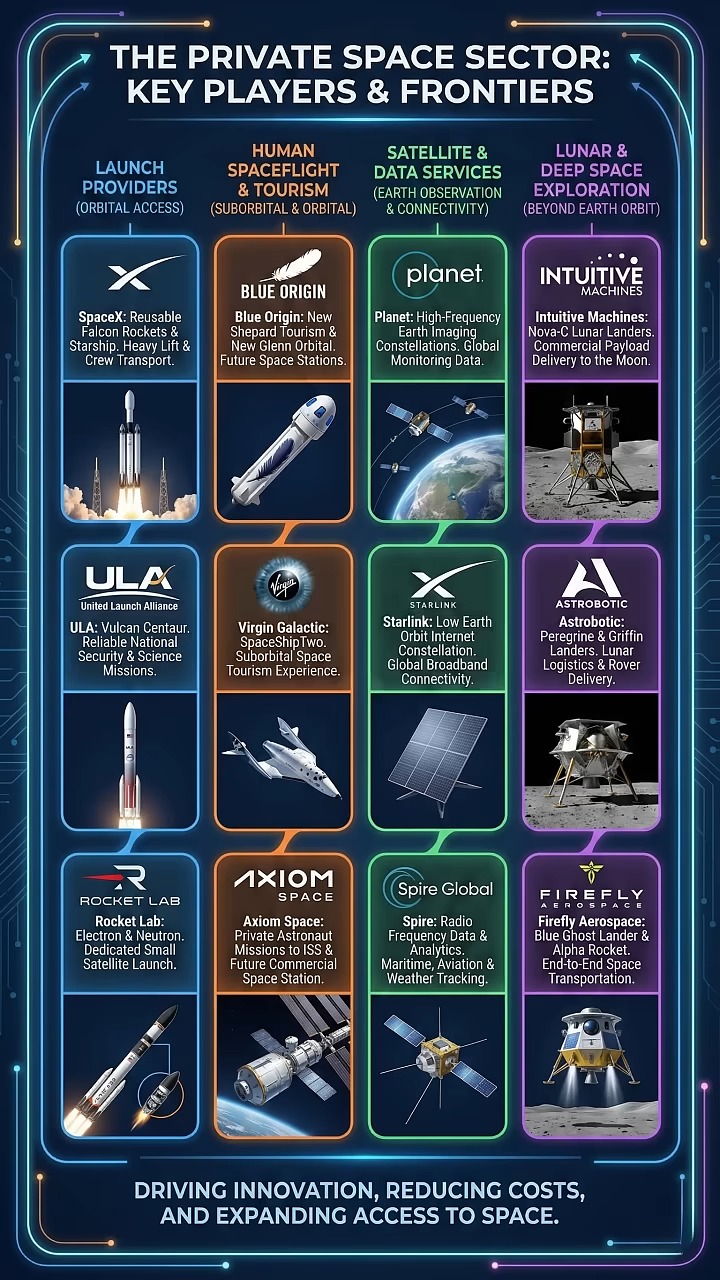 THE PRIVATE SPACE SECTOR:
KEY PLAYERS & FRONTIERS
LAUNCH
PROVIDERS
(ORBITAL ACCESS)
SpaceX: Reusable
Falcon Rockets &
Starship. Heavy Lift &
Crew Transport.
ULA
United Launch Alliance
ULA: Vulcan Centaur.
Reliable National
Security & Science
Missions.
ROCKET LAB
Rocket Lab:
Electron & Neutron.
Dedicated Small
Satellite Launch.
HUMAN
SPACEFLIGHT
& TOURISM
(SUBORBITAL & ORBITAL)
BLUE ORIGIN
Blue Origin: New
Shepard Tourism &
New Glenn Orbital.
Future Space Stations.
Virgin
Virgin Galactic:
SpaceShipTwo.
Suborbital Space
Tourism Experience.
AXIOM
SPACE
Axiom Space:
Private Astronaut
Missions to ISS &
Future Commercial
Space Station.
SATELLITE &
DATA SERVICES
(EARTH OBSERVATION
& CONNECTIVITY)
planet.
Planet: High-Frequency
Earth Imaging
Constellations. Global
Monitoring Data.
STARLINK
Starlink: Low Earth
Orbit Internet
Constellation.
Global Broadband
Connectivity.
Spire Global
Spire: Radio
Frequency Data &
Analytics.
Maritime, Aviation &
Weather Tracking.
LUNAR &
DEEP SPACE
EXPLORATION
(BEYOND EARTH ORBIT)
INTUITIVE
MACHINES
Intuitive Machines:
Nova-C Lunar Landers.
Commercial Payload
Delivery to the Moon.
ASTROBOTIC
Astrobotic:
Peregrine & Griffin
Landers. Lunar
Logistics & Rover
Delivery.
FIREFLY
AEROSPACE
Firefly Aerospace:
Blue Ghost Lander &
Alpha Rocket.
End-to-End Space
Transportation.
DRIVING INNOVATION, REDUCING COSTS,
AND EXPANDING ACCESS TO SPACE.